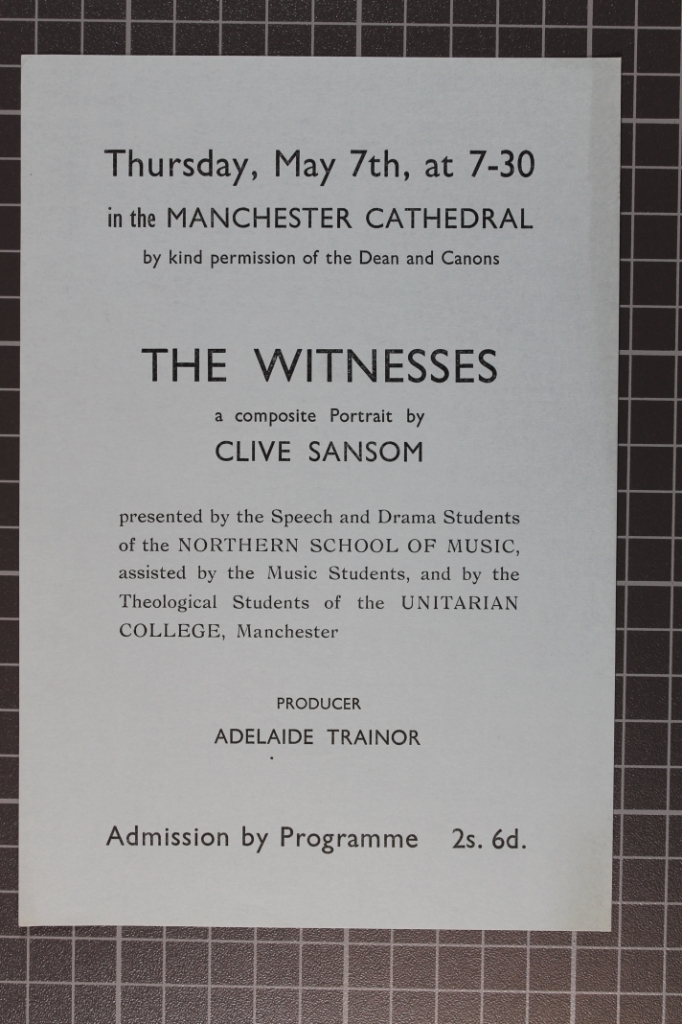 Thursday, May 7th, at 7-30
in the MANCHESTER CATHEDRAL
by kind permission of the Dean and Canons
THE WITNESSES
a composite Portrait by
CLIVE SANSOM
presented by the Speech and Drama Students
of the NORTHERN SCHOOL OF MUSIC,
assisted by the Music Students, and by the
Theological Students of the UNITARIAN
COLLEGE, Manchester
PRODUCER
ADELAIDE TRAINOR
Admission by Programme 2s. 6d.